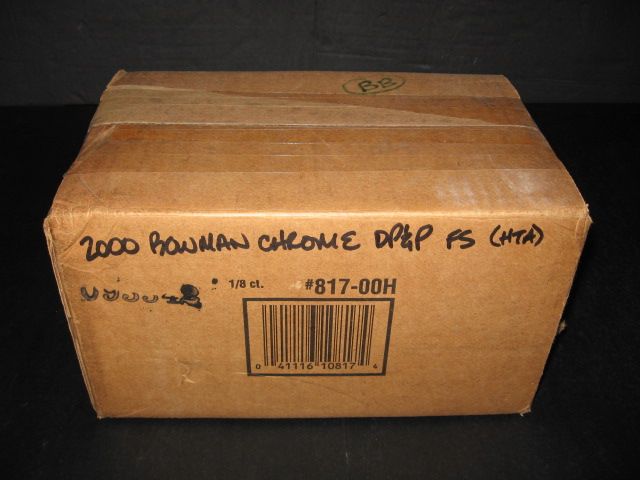 BB
2000 BOWMAN CHROME DP&P FS (HTA)
1/8 ct. #817-00H
0 41116 10817 4